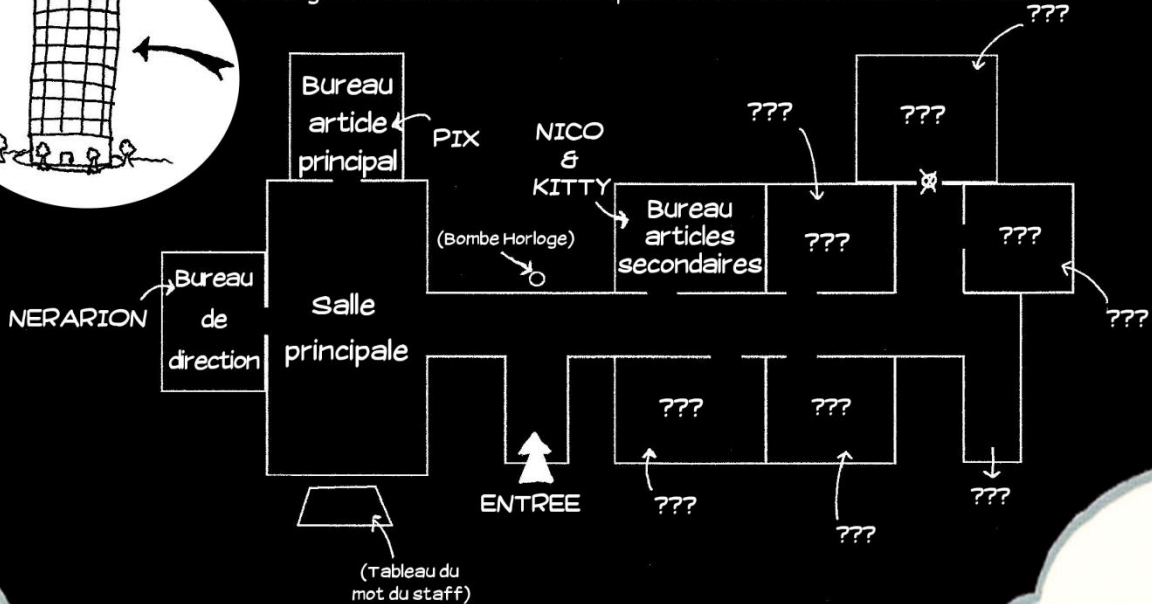 ???
Bureau
article
principal
PIX
NICO
&
KITTY
???
???
Bureau
articles
secondaires
(Bombe Horloge)
???
???
???
NERARION
Bureau
de
direction
Salle
principale
???
???
ENTREE
???
???
???
(Tableau du
mot du staff)